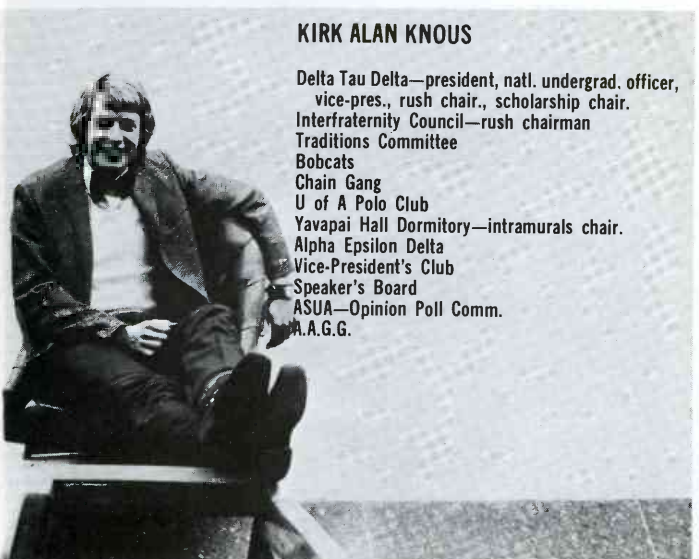 KIRK ALAN KNOUS
Delta Tau Delta—president, natl. undergrad. officer,
vice-pres., rush chair., scholarship chair.
Interfraternity Council—rush chairman
Traditions Committee
Bobcats
Chain Gang
U of A Polo Club
Yavapai Hall Dormitory—intramurals chair.
Alpha Epsilon Delta
Vice-President's Club
Speaker's Board
ASUA—Opinion Poll Comm.
A.A.G.G.